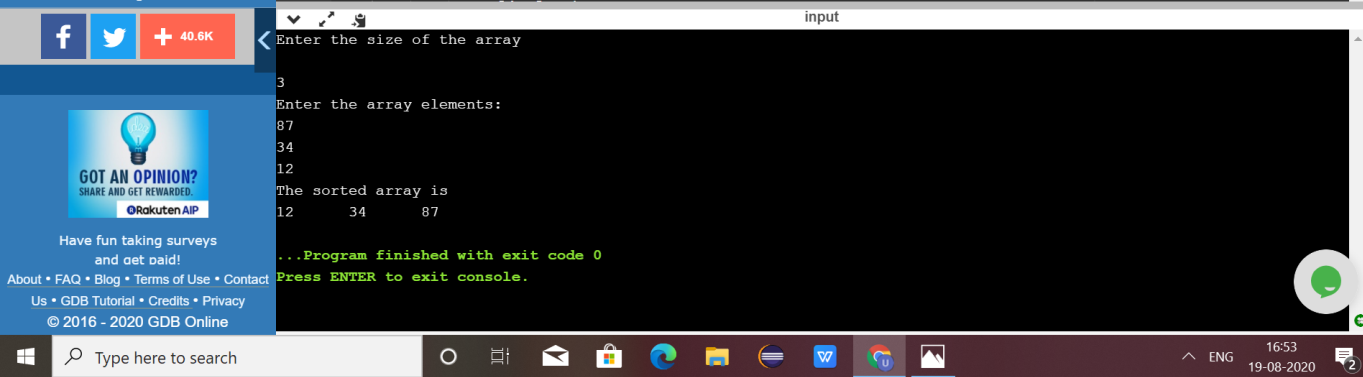 f
40.6K
GOT AN OPINION?
SHARE AND GET REWARDED.
Rakuten AIP
Have fun taking surveys
and get paid!
About • FAQ • Blog • Terms of Use • Contact
Us • GDB Tutorial • Credits • Privacy
© 2016 - 2020 GDB Online
input
Enter the size of the array
3
Enter the array elements:
87
34
12
The sorted array is
12 34 87
...Program finished with exit code 0
Press ENTER to exit console.
Type here to search
W
U
ENG
16:53
19-08-2020
2